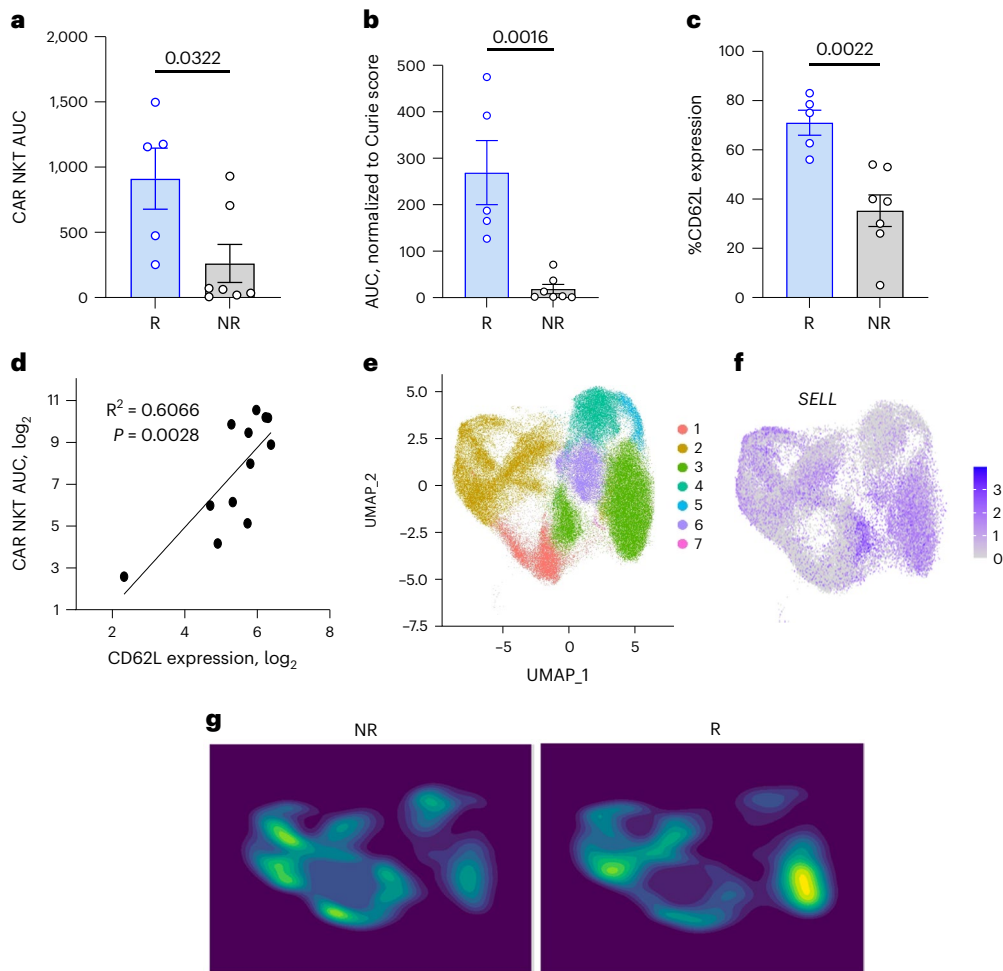 a
CAR NKT AUC
2,000
1,500
1,000
500
0
0.0322
R
NR
b
AUC, normalized to Curie score
500
400
300
200
100
0
0.0016
R
NR
c
%CD62L expression
100
80
60
40
20
0
0.0022
R
NR
d
CAR NKT AUC, log2
11
9
7
5
3
1
R2 = 0.6066
P = 0.0028
2
4
6
8
CD62L expression, log2
e
UMAP_2
5.0
2.5
0
−2.5
−5.0
−7.5
−5
0
5
UMAP_1
1
2
3
4
5
6
7
f
SELL
3
2
1
0
g
NR
R